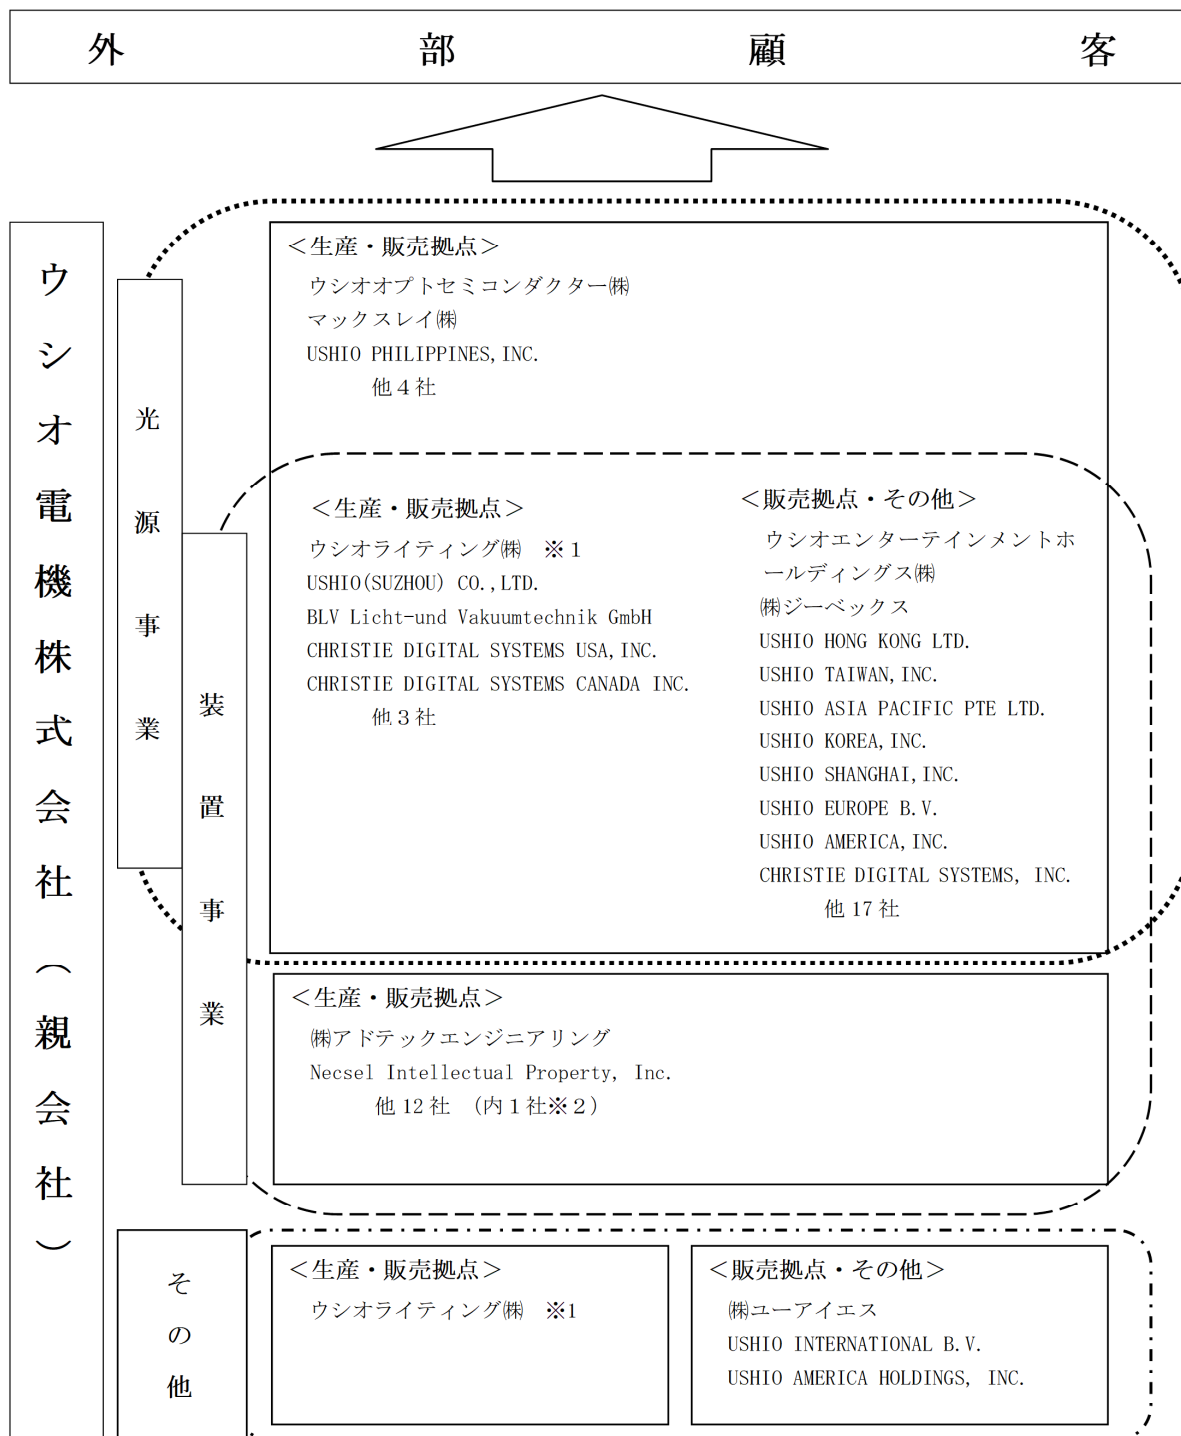 外部顧客
ウシオ電機株式会社（親会社）
光源事業
＜生産・販売拠点＞
ウシオオプトセミコンダクター㈱
マックスレイ㈱
USHIO PHILIPPINES,INC.
他４社
装置事業
＜生産・販売拠点＞
ウシオライティング㈱　※１
USHIO(SUZHOU) CO.,LTD.
BLV Licht-und Vakuumtechnik GmbH
CHRISTIE DIGITAL SYSTEMS USA,INC.
CHRISTIE DIGITAL SYSTEMS CANADA INC.
他３社
＜販売拠点・その他＞
ウシオエンターテインメントホ
ールディングス㈱
㈱ジーベックス
USHIO HONG KONG LTD.
USHIO TAIWAN,INC.
USHIO ASIA PACIFIC PTE LTD.
USHIO KOREA,INC.
USHIO SHANGHAI,INC.
USHIO EUROPE B.V.
USHIO AMERICA,INC.
CHRISTIE DIGITAL SYSTEMS, INC.
他 17 社
＜生産・販売拠点＞
㈱アドテックエンジニアリング
Necsel Intellectual Property, Inc.
他 12 社　（内１社※２）
その他
＜生産・販売拠点＞
ウシオライティング㈱　※1
＜販売拠点・その他＞
㈱ユーアイエス
USHIO INTERNATIONAL B.V.
USHIO AMERICA HOLDINGS, INC.